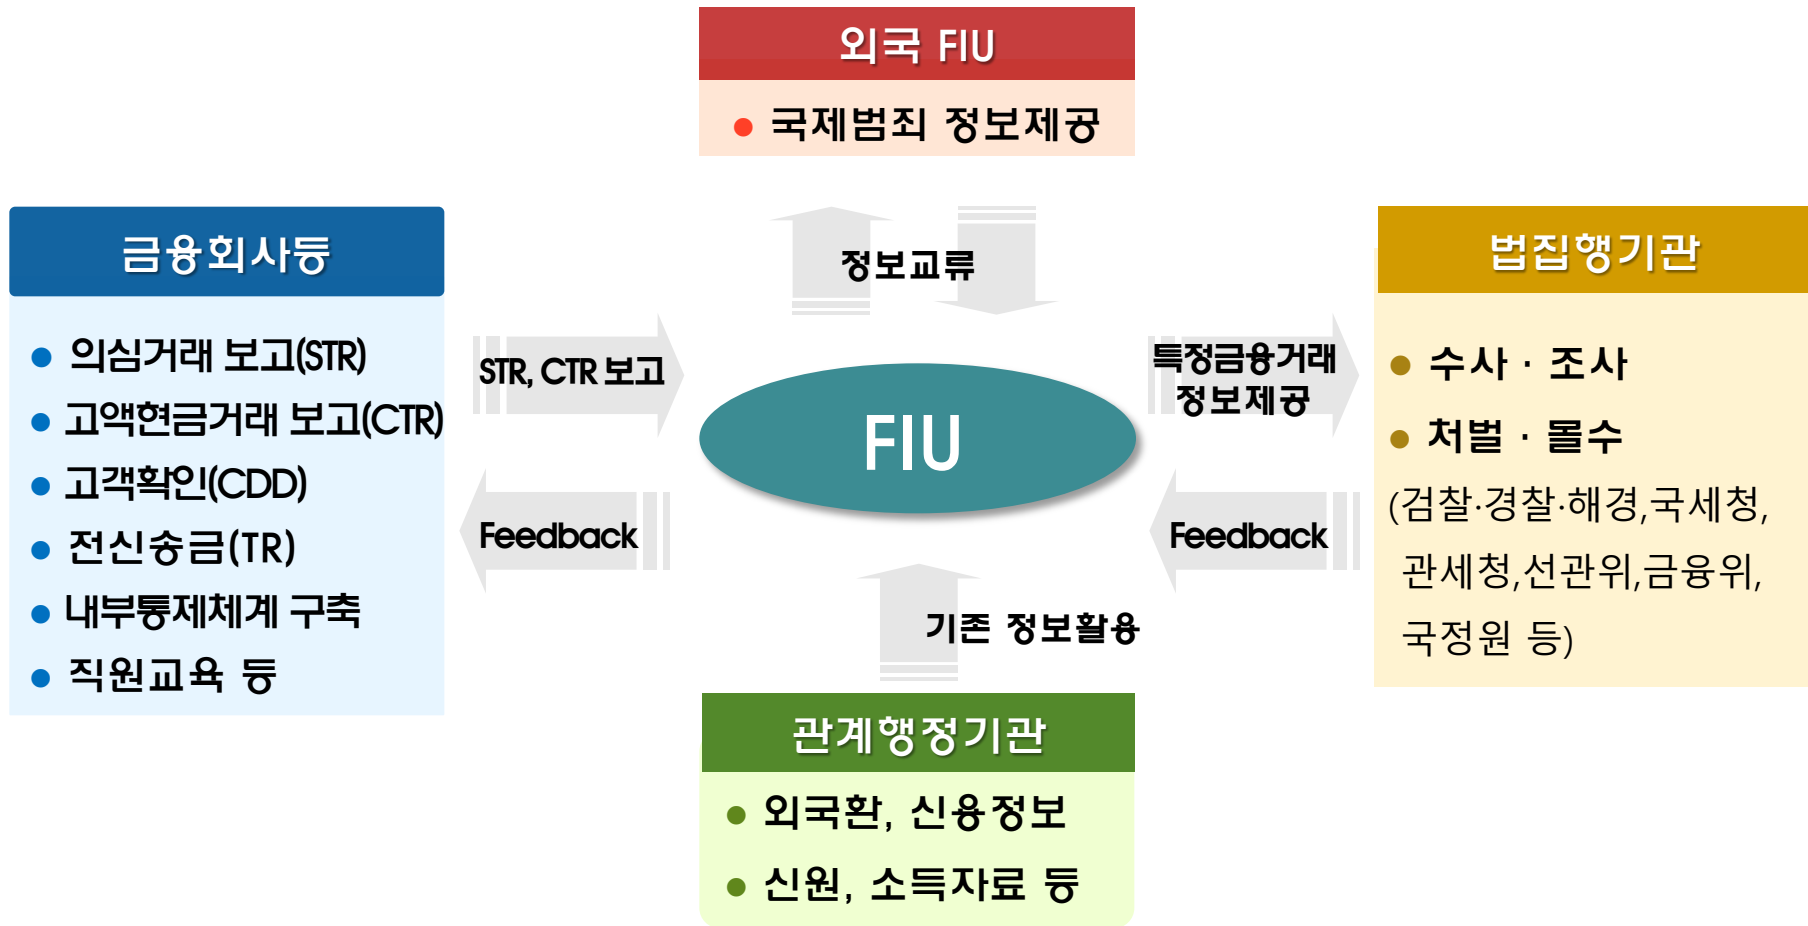 외국 FIU
국제범죄 정보제공
금융회사등
의심거래 보고(STR)
고액현금거래 보고(CTR)
고객확인(CDD)
전신송금(TR)
내부통제체계 구축
직원교육 등
정보교류
STR, CTR 보고
Feedback
FIU
특정금융거래
정보제공
Feedback
기존 정보활용
법집행기관
수사 · 조사
처벌 · 몰수
(검찰·경찰·해경,국세청,
관세청,선관위,금융위,
국정원 등)
관계행정기관
외국환, 신용정보
신원, 소득자료 등